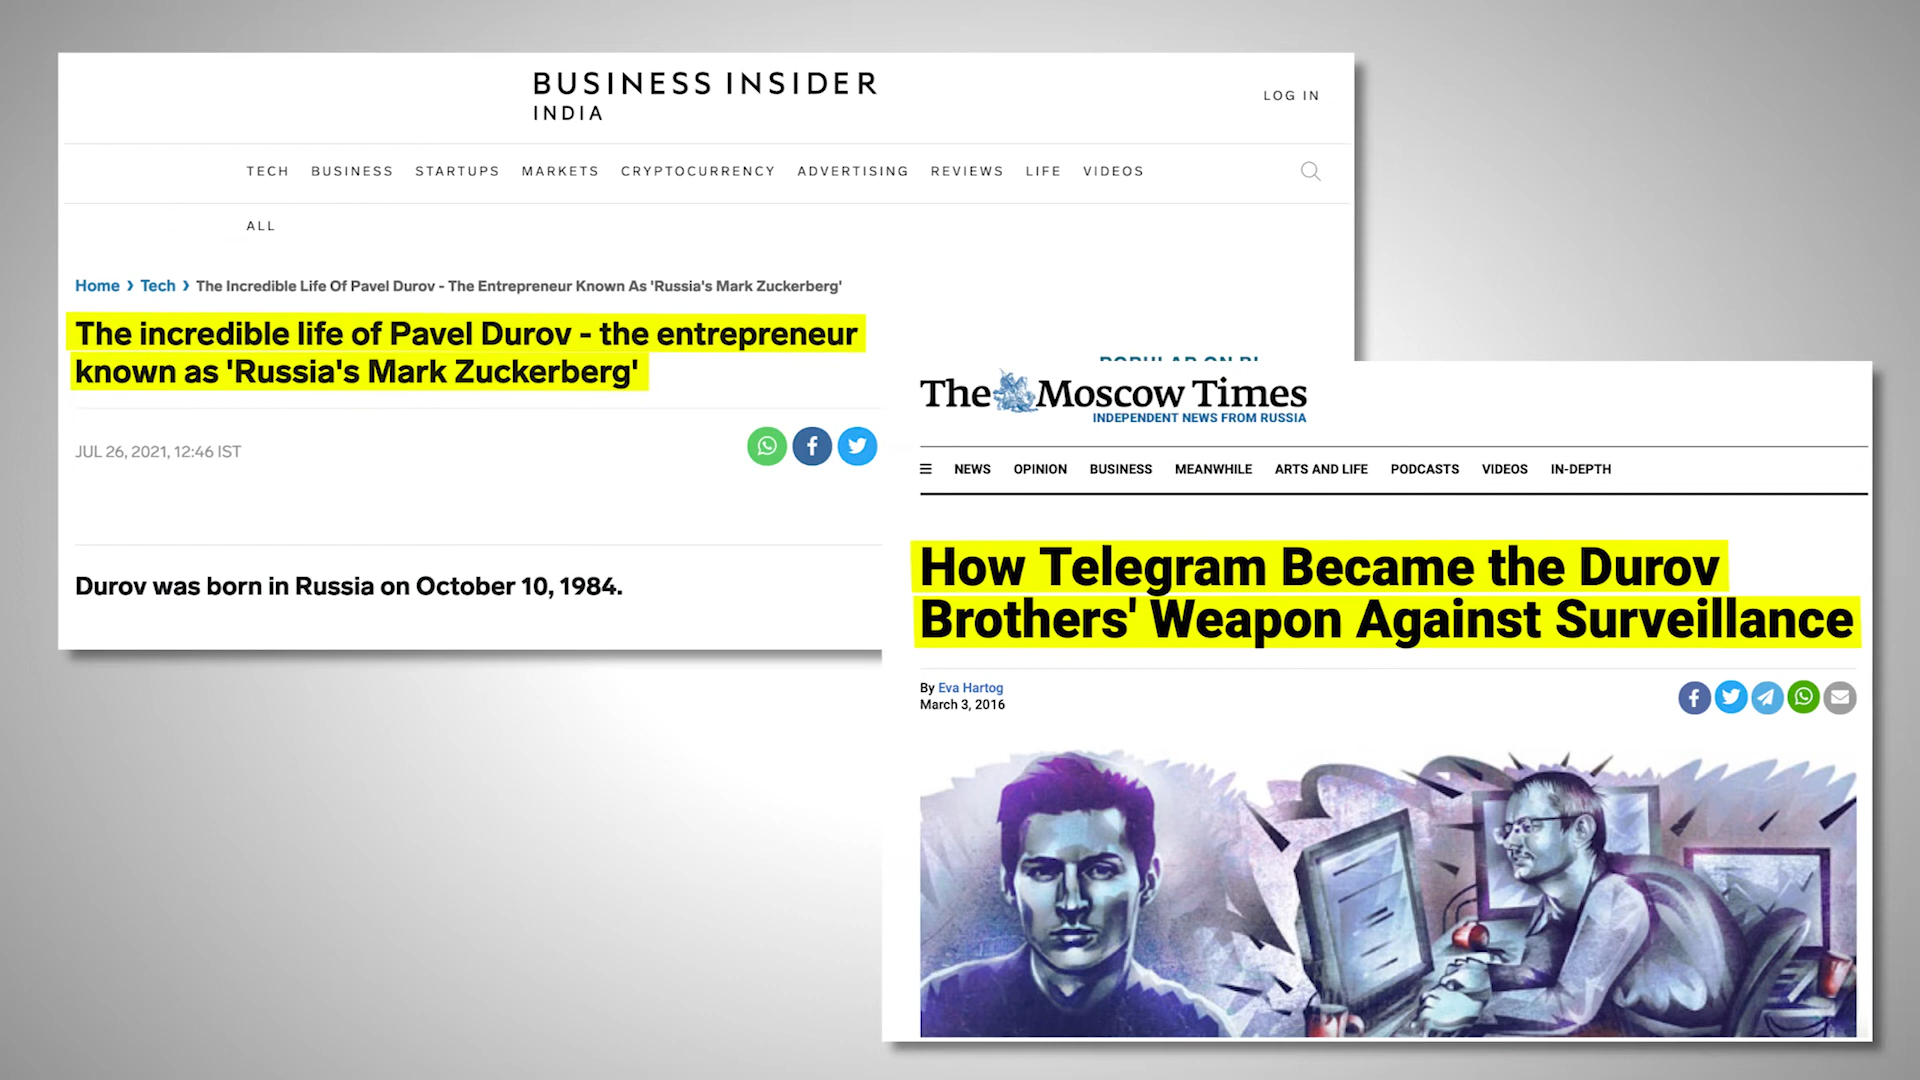 BUSINESS INSIDER
INDIA
LOG IN
TECH BUSINESS STARTUPS MARKETS CRYPTOCURRENCY ADVERTISING REVIEWS LIFE VIDEOS
ALL
Home › Tech › The Incredible Life Of Pavel Durov - The Entrepreneur Known As 'Russia's Mark Zuckerberg'
The incredible life of Pavel Durov - the entrepreneur
known as 'Russia's Mark Zuckerberg'
JUL 26, 2021, 12:46 IST
Durov was born in Russia on October 10, 1984.
POPULAR ON BI
The Moscow Times
INDEPENDENT NEWS FROM RUSSIA
NEWS OPINION BUSINESS MEANWHILE ARTS AND LIFE PODCASTS VIDEOS IN-DEPTH
How Telegram Became the Durov
Brothers' Weapon Against Surveillance
By Eva Hartog
March 3, 2016